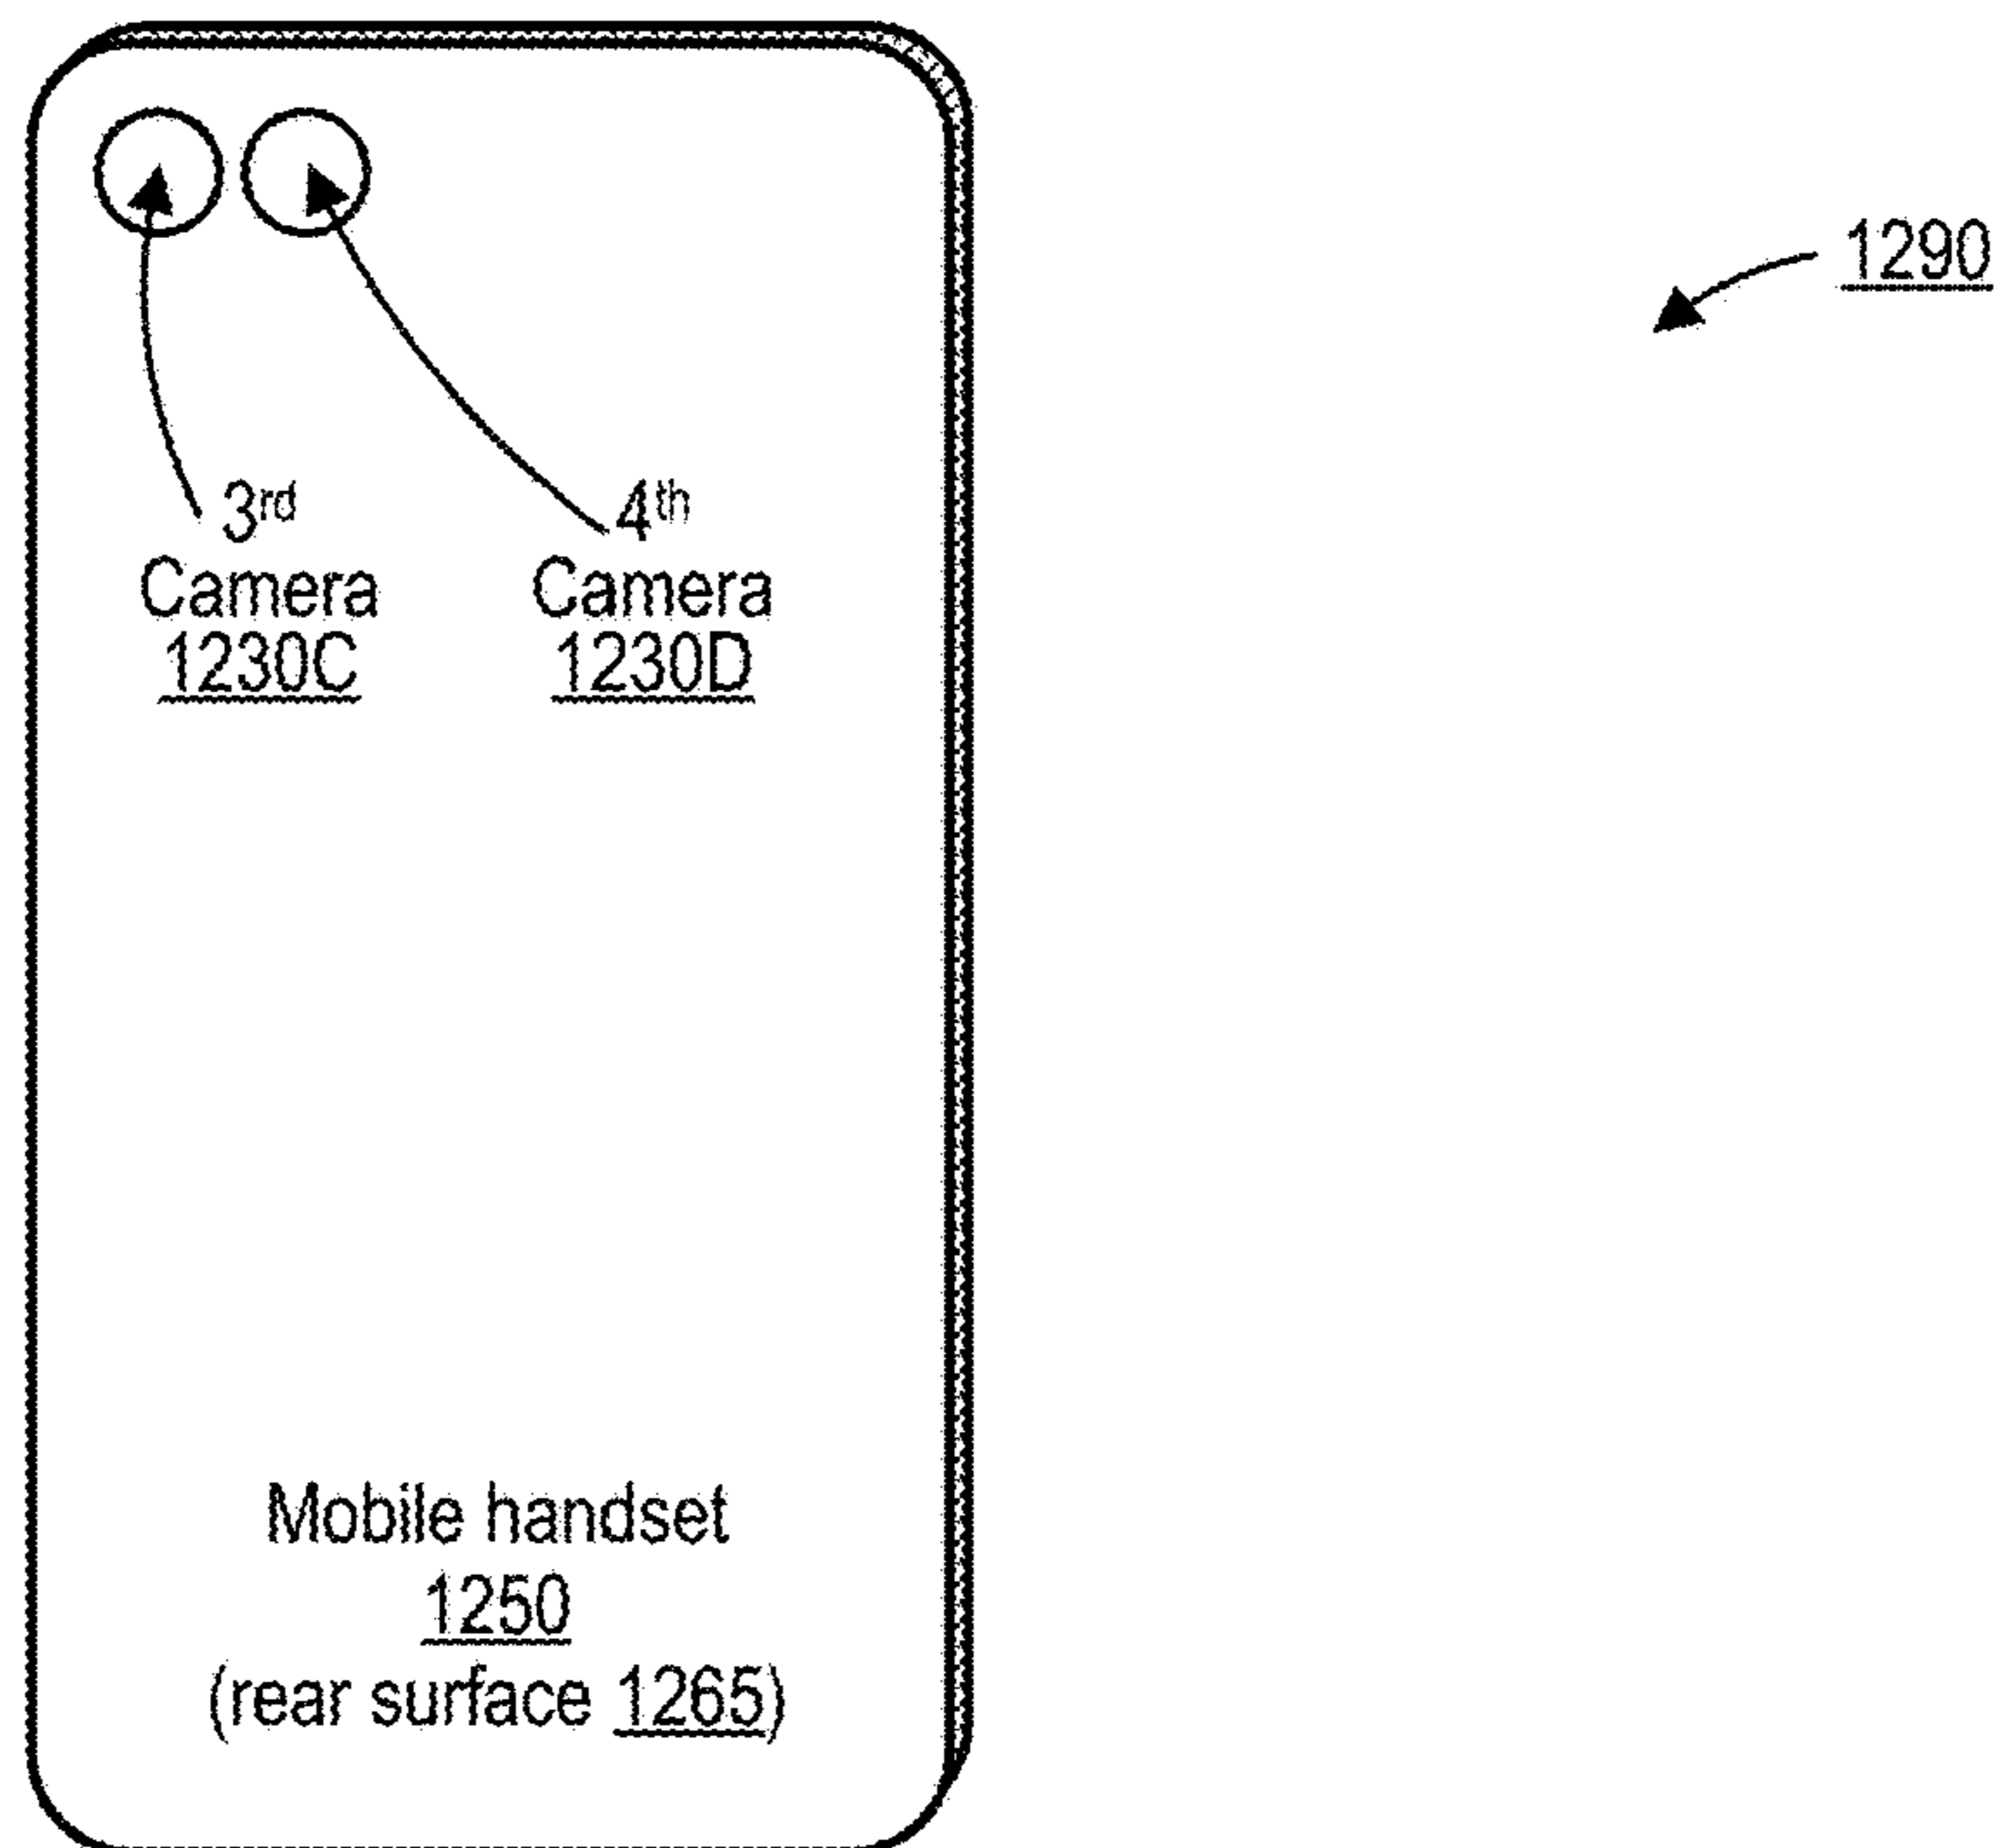 1290
3rd
Camera
1230C
4th
Camera
1230D
Mobile handset
1250
(rear surface 1265)